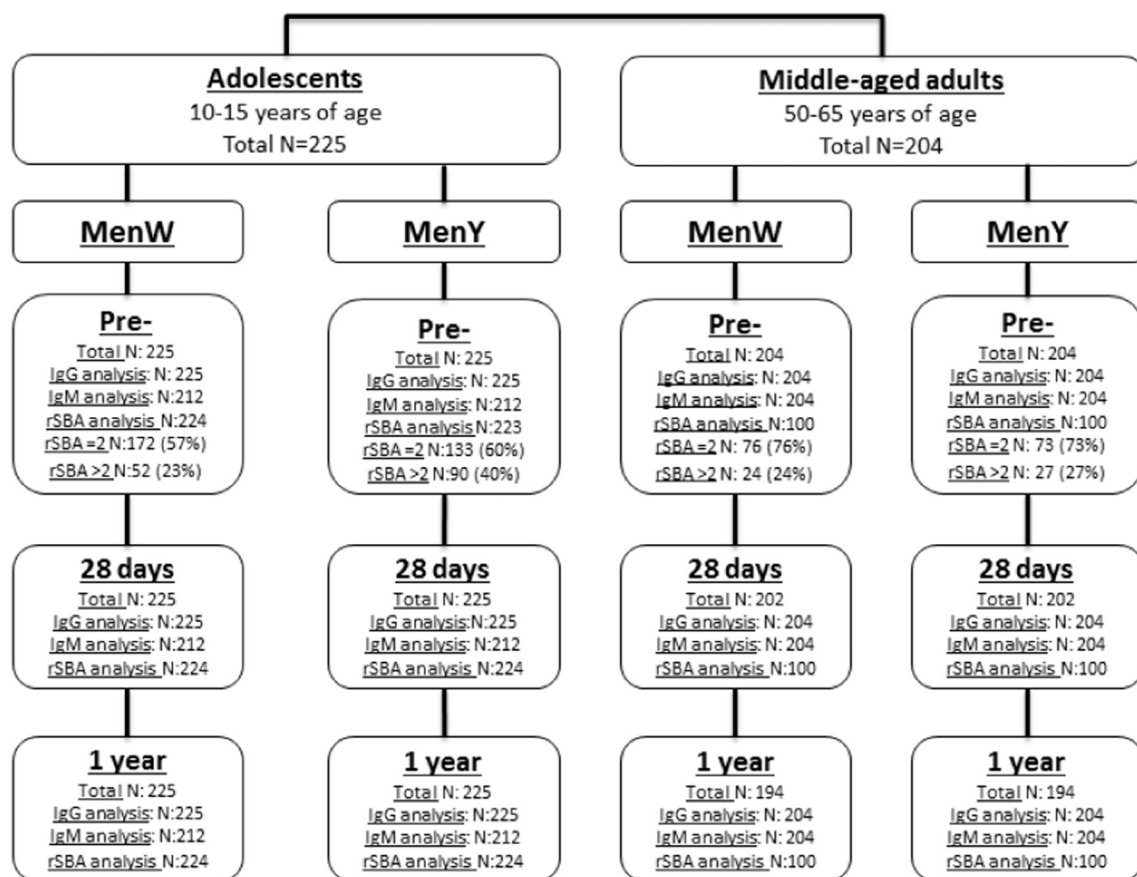 Adolescents
10-15 years of age
Total N=225
Middle-aged adults
50-65 years of age
Total N=204
MenW
MenY
MenW
MenY
Pre-
Total N: 225
IgG analysis: N: 225
IgM analysis: N:212
rSBA analysis N:224
rSBA =2 N:172 (57%)
rSBA >2 N:52 (23%)
Pre-
Total N: 225
IgG analysis: N: 225
IgM analysis: N:212
rSBA analysis N:223
rSBA =2 N:133 (60%)
rSBA >2 N:90 (40%)
Pre-
Total N: 204
IgG analysis: N: 204
IgM analysis: N: 204
rSBA analysis N:100
rSBA =2 N: 76 (76%)
rSBA >2 N: 24 (24%)
Pre-
Total N: 204
IgG analysis: N: 204
IgM analysis: N: 204
rSBA analysis N:100
rSBA =2 N: 73 (73%)
rSBA >2 N: 27 (27%)
28 days
Total N: 225
IgG analysis: N:225
IgM analysis: N:212
rSBA analysis N:224
28 days
Total N: 225
IgG analysis: N:225
IgM analysis: N:212
rSBA analysis N:224
28 days
Total N: 202
IgG analysis: N: 204
IgM analysis: N: 204
rSBA analysis N:100
28 days
Total N: 202
IgG analysis: N: 204
IgM analysis: N: 204
rSBA analysis N:100
1 year
Total N: 225
IgG analysis: N:225
IgM analysis: N:212
rSBA analysis N:224
1 year
Total N: 225
IgG analysis: N:225
IgM analysis: N:212
rSBA analysis N:224
1 year
Total N:194
IgG analysis: N: 204
IgM analysis: N: 204
rSBA analysis N:100
1 year
Total N:194
IgG analysis: N: 204
IgM analysis: N: 204
rSBA analysis N:100